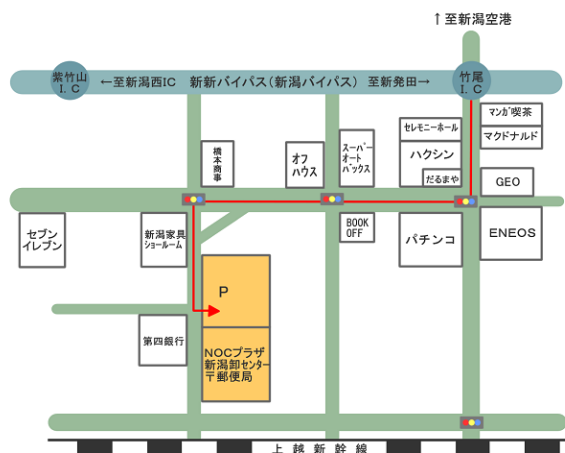 ↑至新潟空港
紫竹山
I.C
←至新潟西IC 新新バイパス(新潟バイパス) 至新発田→
竹尾
I.C
マンガ喫茶
マクドナルド
セレモニーホール
ハクシン
だるまや
橋本商事
オフ
ハウス
スーパー
オート
バックス
GEO
セブン
イレブン
新潟家具
ショールーム
BOOK
OFF
パチンコ
ENEOS
P
第四銀行
NOCプラザ
新潟卸センター
〒郵便局
上越新幹線